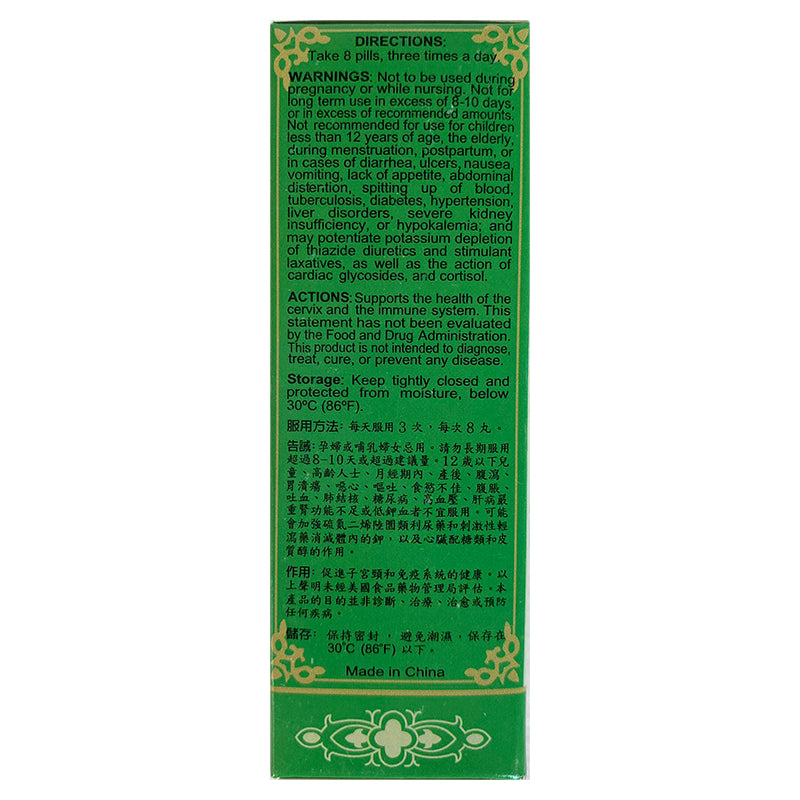 DIRECTIONS:
Take 8 pills, three times a day.
WARNINGS: Not to be used during
pregnancy or while nursing. Not for
long term use in excess of 8-10 days,
or in excess of recommended amounts.
Not recommended for use for children
less than 12 years of age, the elderly,
during menstruation, postpartum, or
in cases of diarrhea, ulcers, nausea,
vomiting, lack of appetite, abdominal
distention, spitting up of blood,
tuberculosis, diabetes, hypertension,
liver disorders, severe kidney
insufficiency, or hypokalemia; and
may potentiate potassium depletion
of thiazide diuretics and stimulant
laxatives, as well as the action of
cardiac glycosides, and cortisol.
ACTIONS: Supports the health of the
cervix and the immune system. This
statement has not been evaluated
by the Food and Drug Administration.
This product is not intended to diagnose,
treat, cure, or prevent any disease.
Storage: Keep tightly closed and
protected from moisture, below
30ºC (86ºF).
服用方法: 每天服用 3 次，每次 8 丸。
告誡: 孕婦或哺乳婦女忌用。請勿長期服用
超過8-10天或超過建議量。12歲以下兒
童、高齡人士、月經期內、產後、腹瀉、
胃潰瘍、噁心、嘔吐、食慾不佳、腹脹、
吐血、肺結核、糖尿病、高血壓、肝病嚴
重腎功能不足或低鉀血者不宜服用。可能
會加強硫氮二烯陸圜類利尿藥和刺激性輕
瀉藥消減體內的鉀，以及心臟配糖類和皮
質醇的作用。
作用: 促進子宮頸和免疫系統的健康。以
上聲明未經美國食品藥物管理局評估。本
產品的目的並非診斷、治療、治愈或預防
任何疾病。
儲存: 保持密封，避免潮濕，保存在
30˚C (86˚F) 以下。
Made in China